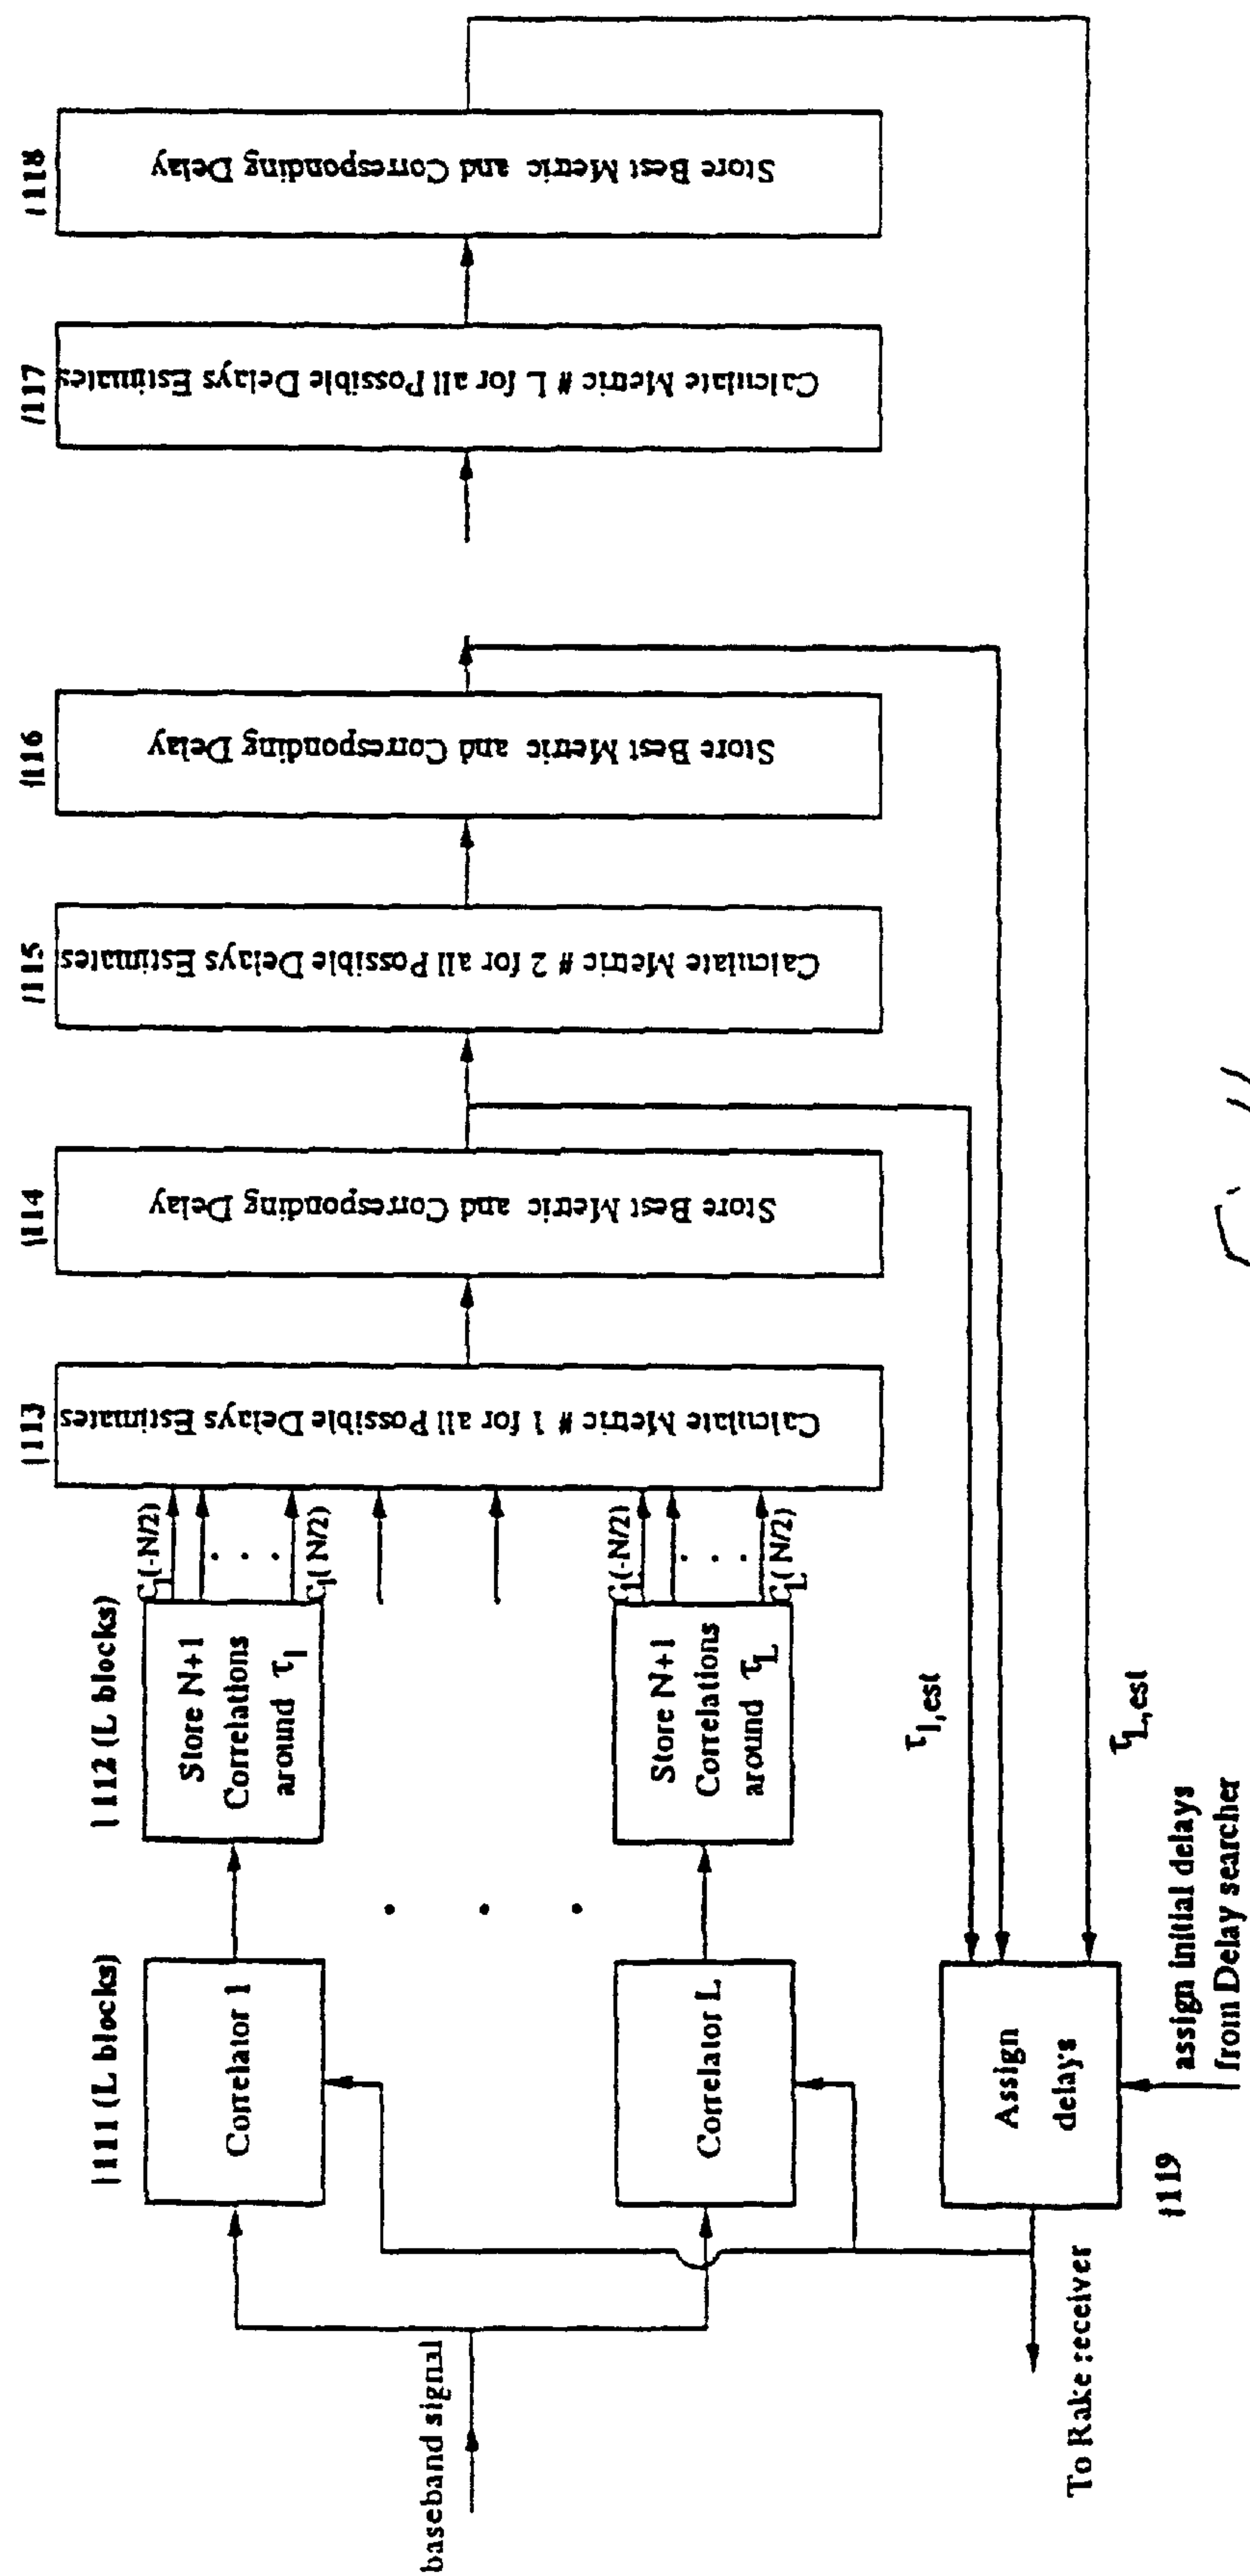 baseband signal
1111 (L blocks)
Correlator 1
Correlator L
1112 (L blocks)
Store N+1
Correlations
around τ1
Store N+1
Correlations
around τL
C1(-N/2)
C1(N/2)
CL(-N/2)
CL(N/2)
1113
Calculate Metric # 1 for all Possible Delays Estimates
1114
Store Best Metric and Corresponding Delay
1115
Calculate Metric # 2 for all Possible Delays Estimates
1116
Store Best Metric and Corresponding Delay
1117
Calculate Metric # L for all Possible Delays Estimates
1118
Store Best Metric and Corresponding Delay
τ1,est
τL,est
Assign
delays
1119
assign initial delays
from Delay searcher
To Rake receiver